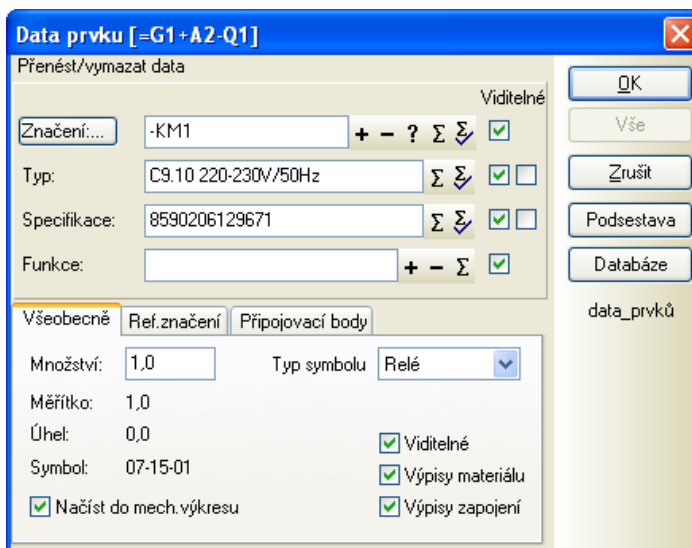 Data prvku [=G1+A2-Q1]
Přenést/vymazat data
Viditelné
Značení:... -KM1 + − ? Σ Σ
Typ: C9.10 220-230V/50Hz Σ Σ
Specifikace: 8590206129671 Σ Σ
Funkce: + − Σ
OK
Vše
Zrušit
Podsestava
Databáze
data_prvků
Všeobecně Ref.značení Připojovací body
Množství: 1,0 Typ symbolu Relé
Měřítko: 1,0
Úhel: 0,0 Viditelné
Symbol: 07-15-01 Výpisy materiálu
Načíst do mech.výkresu Výpisy zapojení